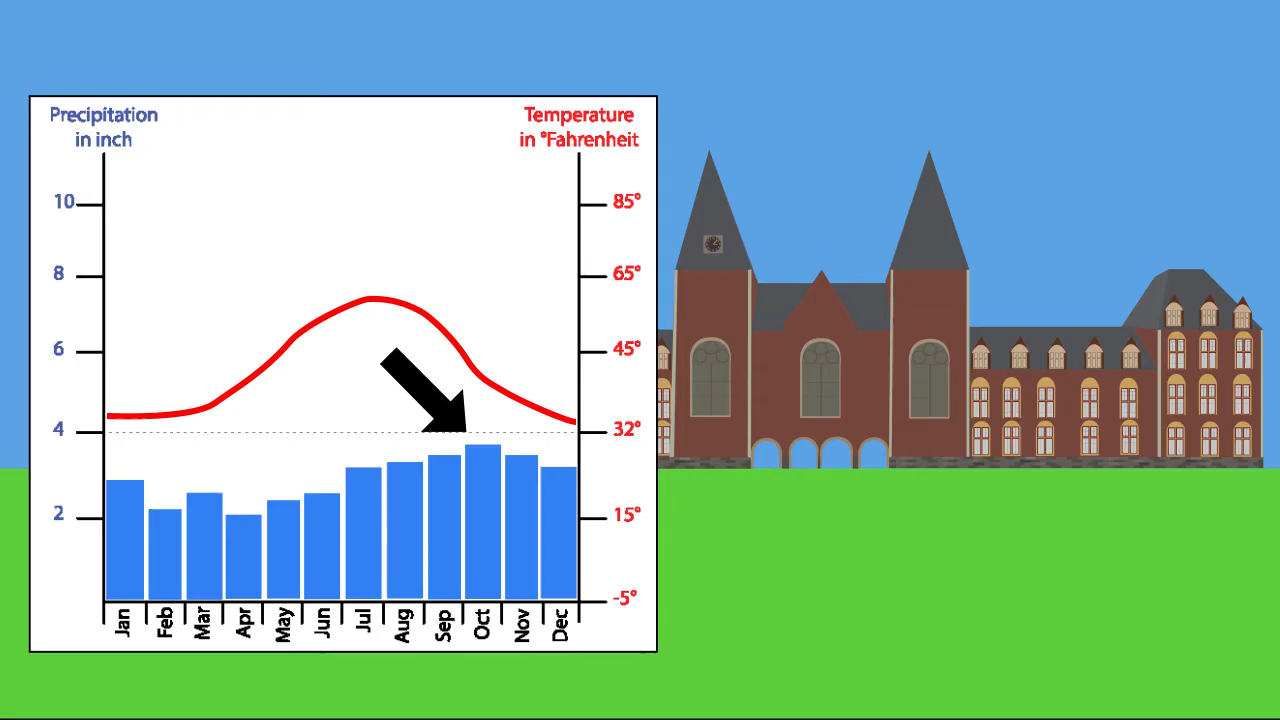 Precipitation
in inch
Temperature
in °Fahrenheit
10
8
6
4
2
85°
65°
45°
32°
15°
-5°
Jan
Feb
Mar
Apr
May
Jun
Jul
Aug
Sep
Oct
Nov
Dec